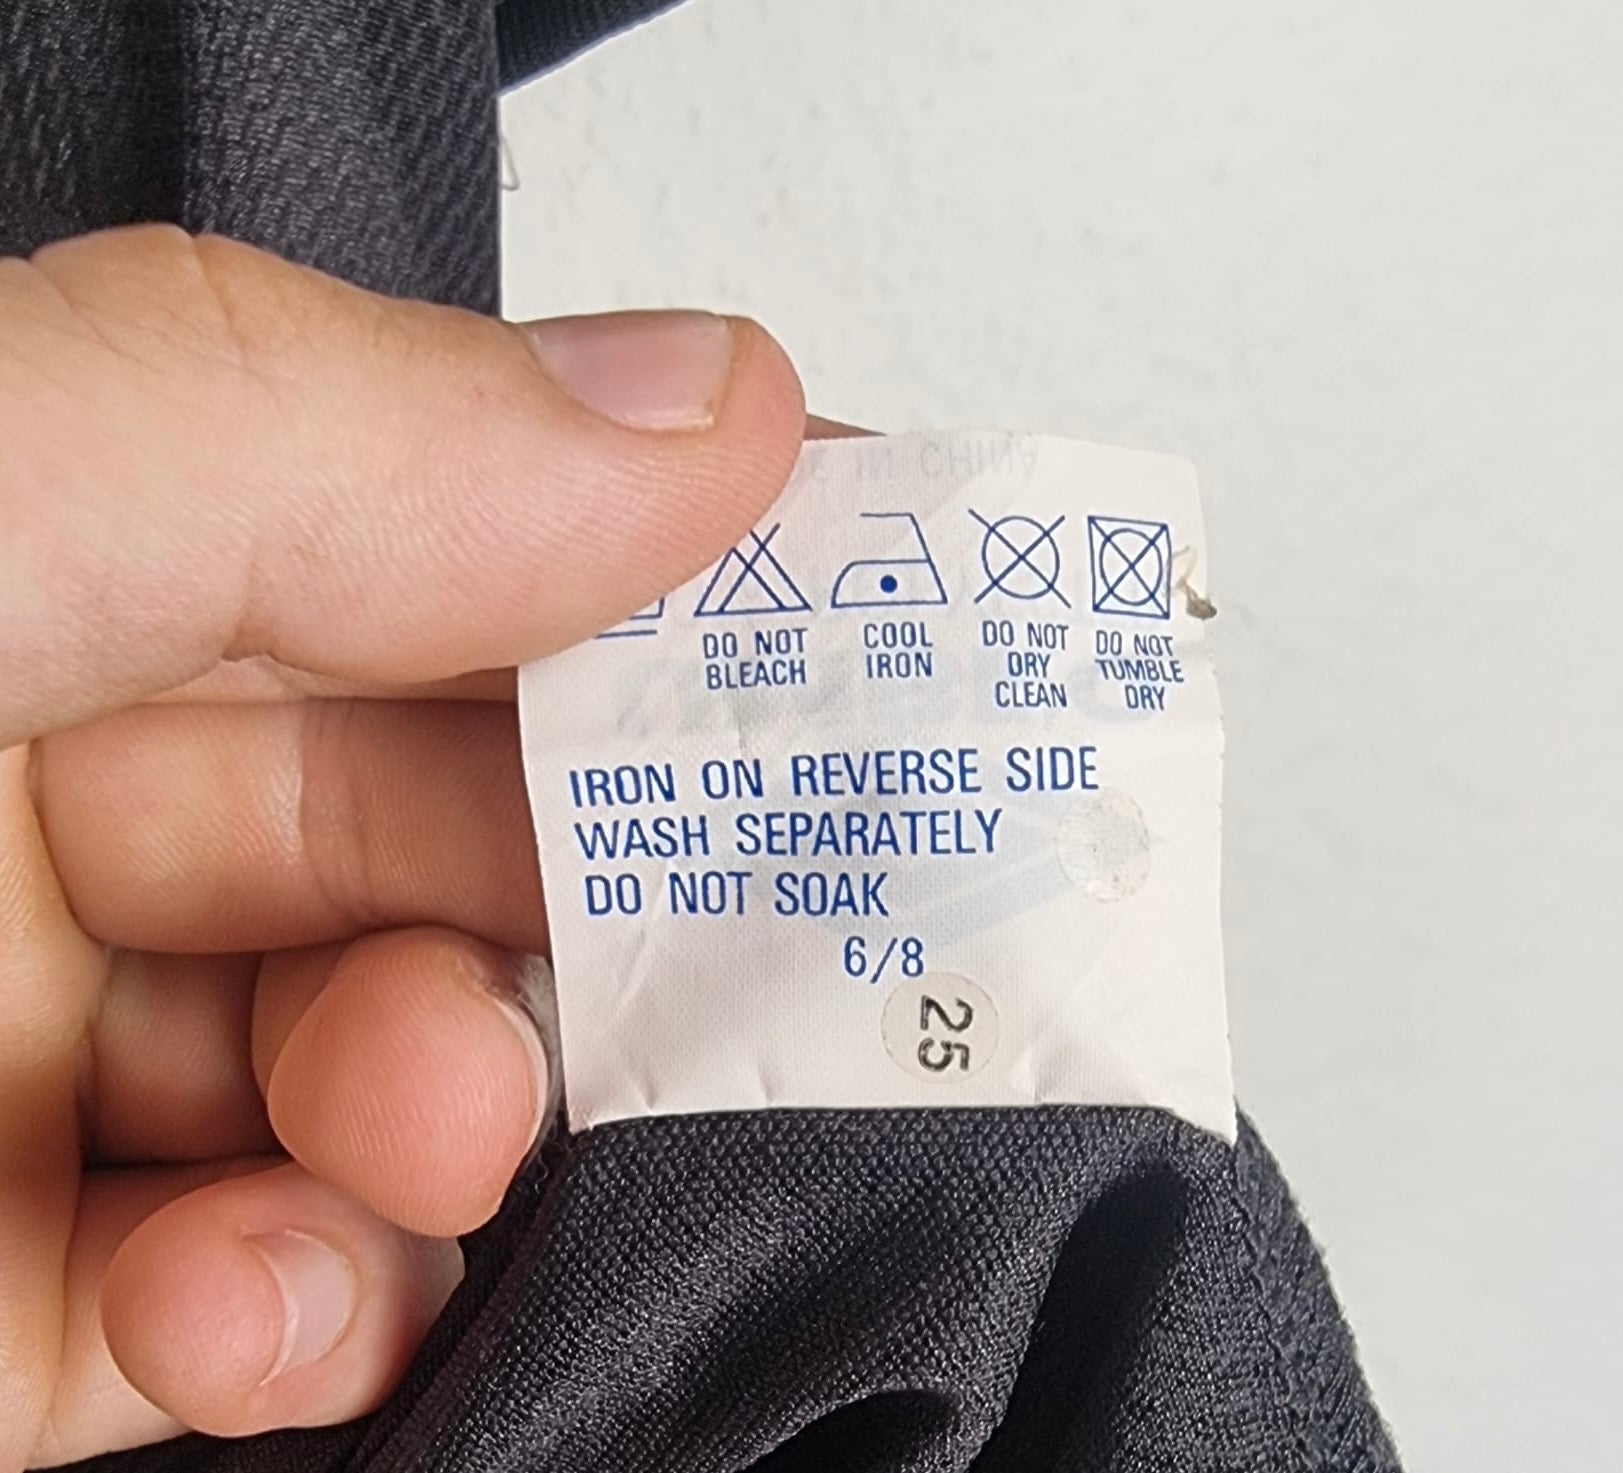 CHINA
DO NOT BLEACH
COOL IRON
DO NOT DRY CLEAN
DO NOT TUMBLE DRY
IRON ON REVERSE SIDE
WASH SEPARATELY
DO NOT SOAK
6/8
25